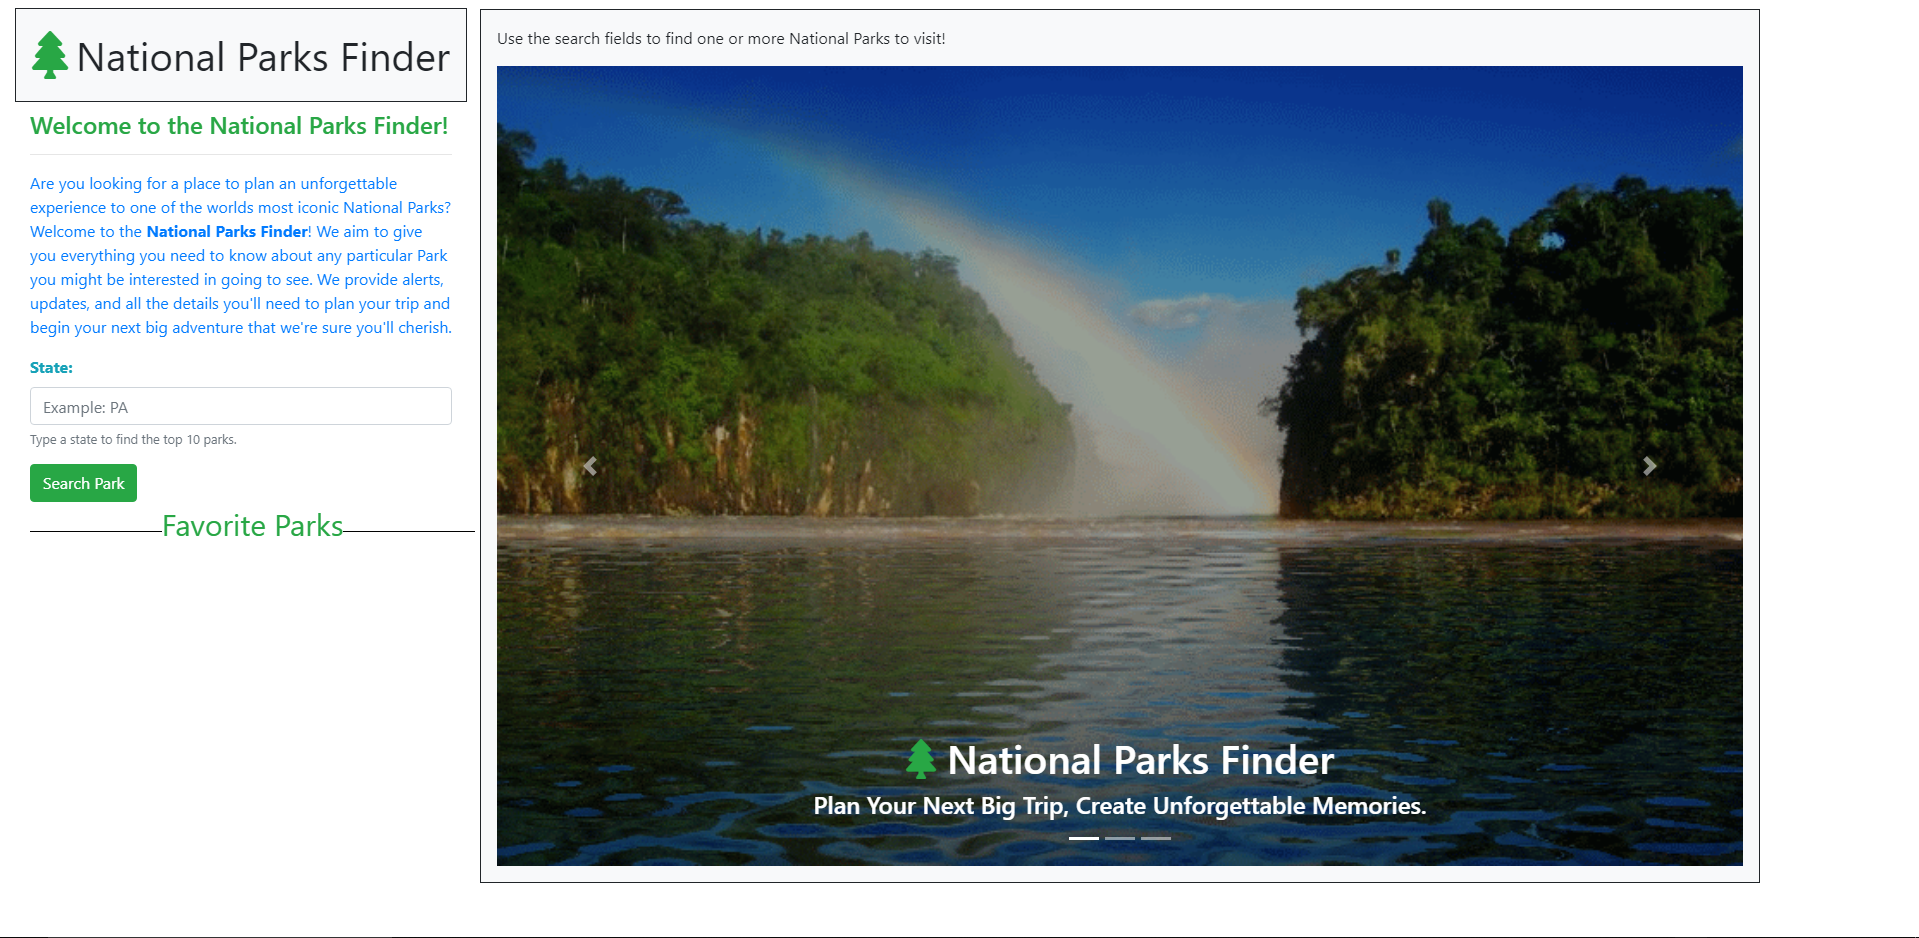 National Parks Finder
Welcome to the National Parks Finder!
Are you looking for a place to plan an unforgettable
experience to one of the worlds most iconic National Parks?
Welcome to the National Parks Finder! We aim to give
you everything you need to know about any particular Park
you might be interested in going to see. We provide alerts,
updates, and all the details you'll need to plan your trip and
begin your next big adventure that we're sure you'll cherish.
State:
Example: PA
Type a state to find the top 10 parks.
Search Park
Favorite Parks
Use the search fields to find one or more National Parks to visit!
National Parks Finder
Plan Your Next Big Trip, Create Unforgettable Memories.